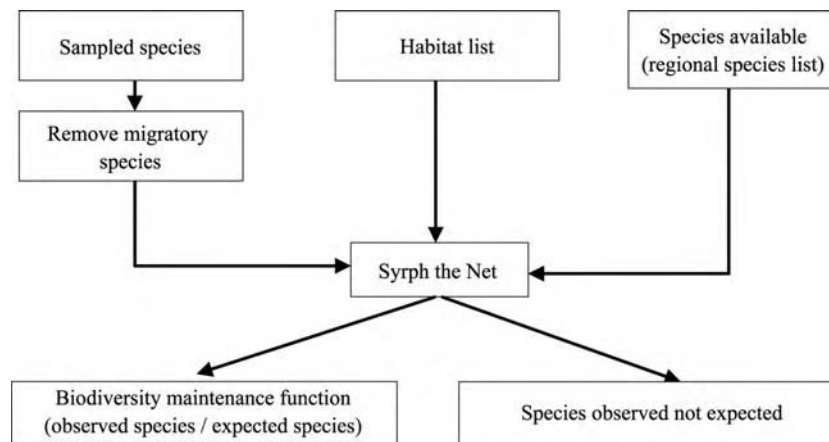 Sampled species
Habitat list
Species available
(regional species list)
Remove migratory
species
Syrph the Net
Biodiversity maintenance function
(observed species / expected species)
Species observed not expected